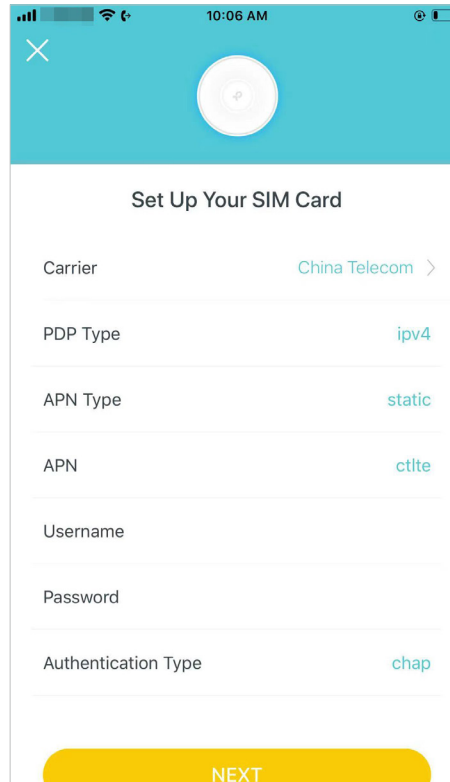 10:06 AM
Set Up Your SIM Card
Carrier China Telecom
PDP Type ipv4
APN Type static
APN ctlte
Username
Password
Authentication Type chap
NEXT